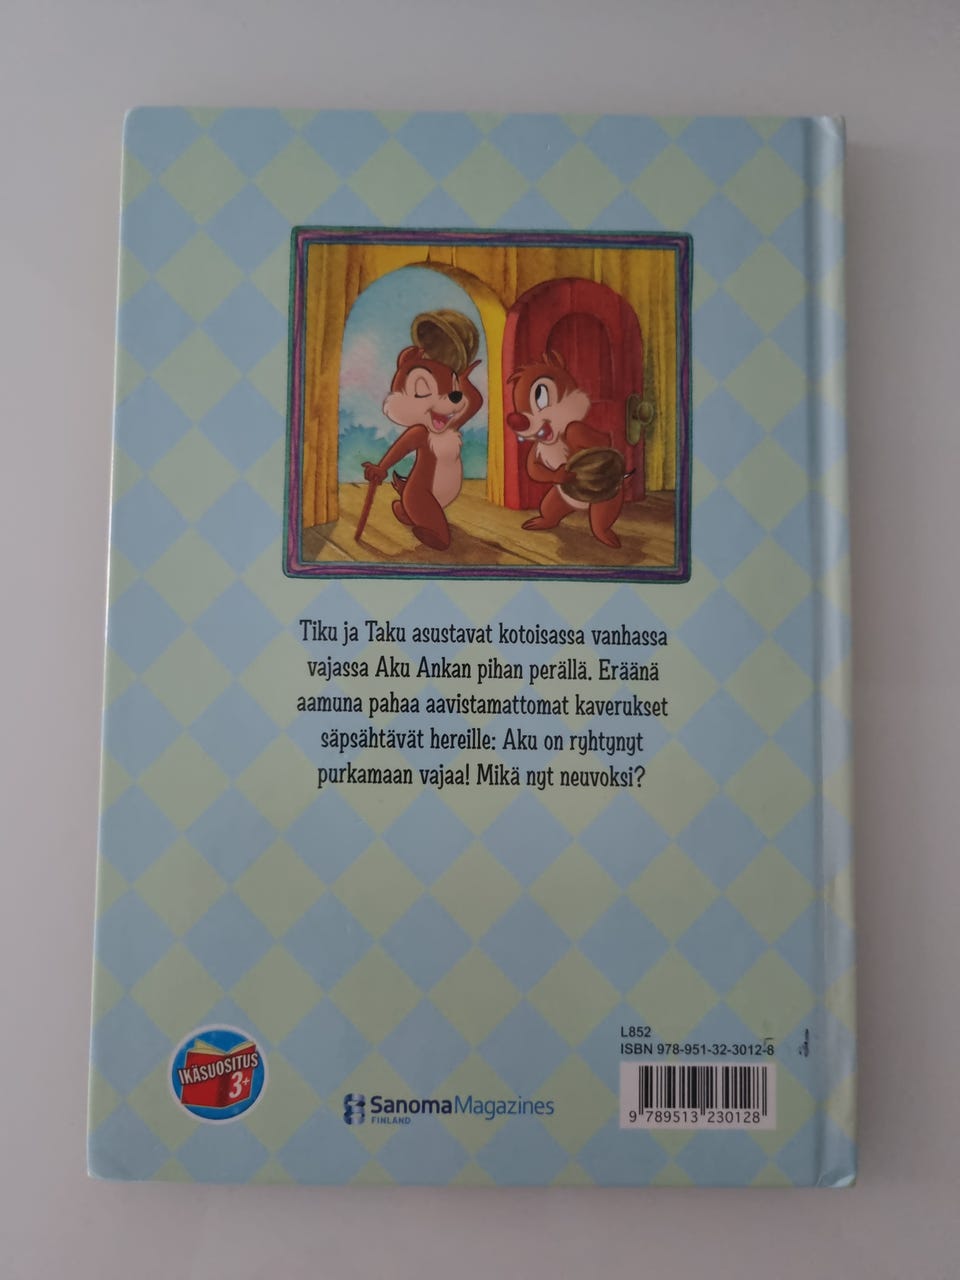 Tiku ja Taku asustavat kotoisassa vanhassa
vajassa Aku Ankan pihan perällä. Eräänä
aamuna pahaa aavistamattomat kaverukset
säpsähtävät hereille: Aku on ryhtynyt
purkamaan vajaa! Mikä nyt neuvoksi?
IKÄSUOSITUS
3+
SanomaMagazines
FINLAND
L852
ISBN 978-951-32-3012-8
9 789513 230128